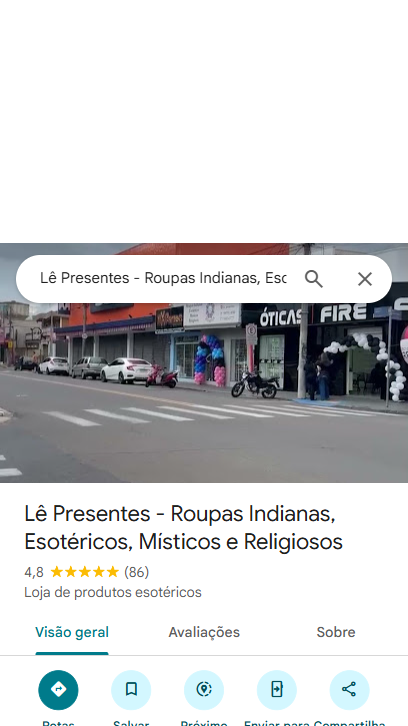 Lê Presentes - Roupas Indianas, Esc
ÓTICAS
FIRE
Lê Presentes - Roupas Indianas,
Esotéricos, Místicos e Religiosos
4,8 ★★★★★ (86)
Loja de produtos esotéricos
Visão geral Avaliações Sobre
Rotas Salvar Próximo Enviar para Compartilha